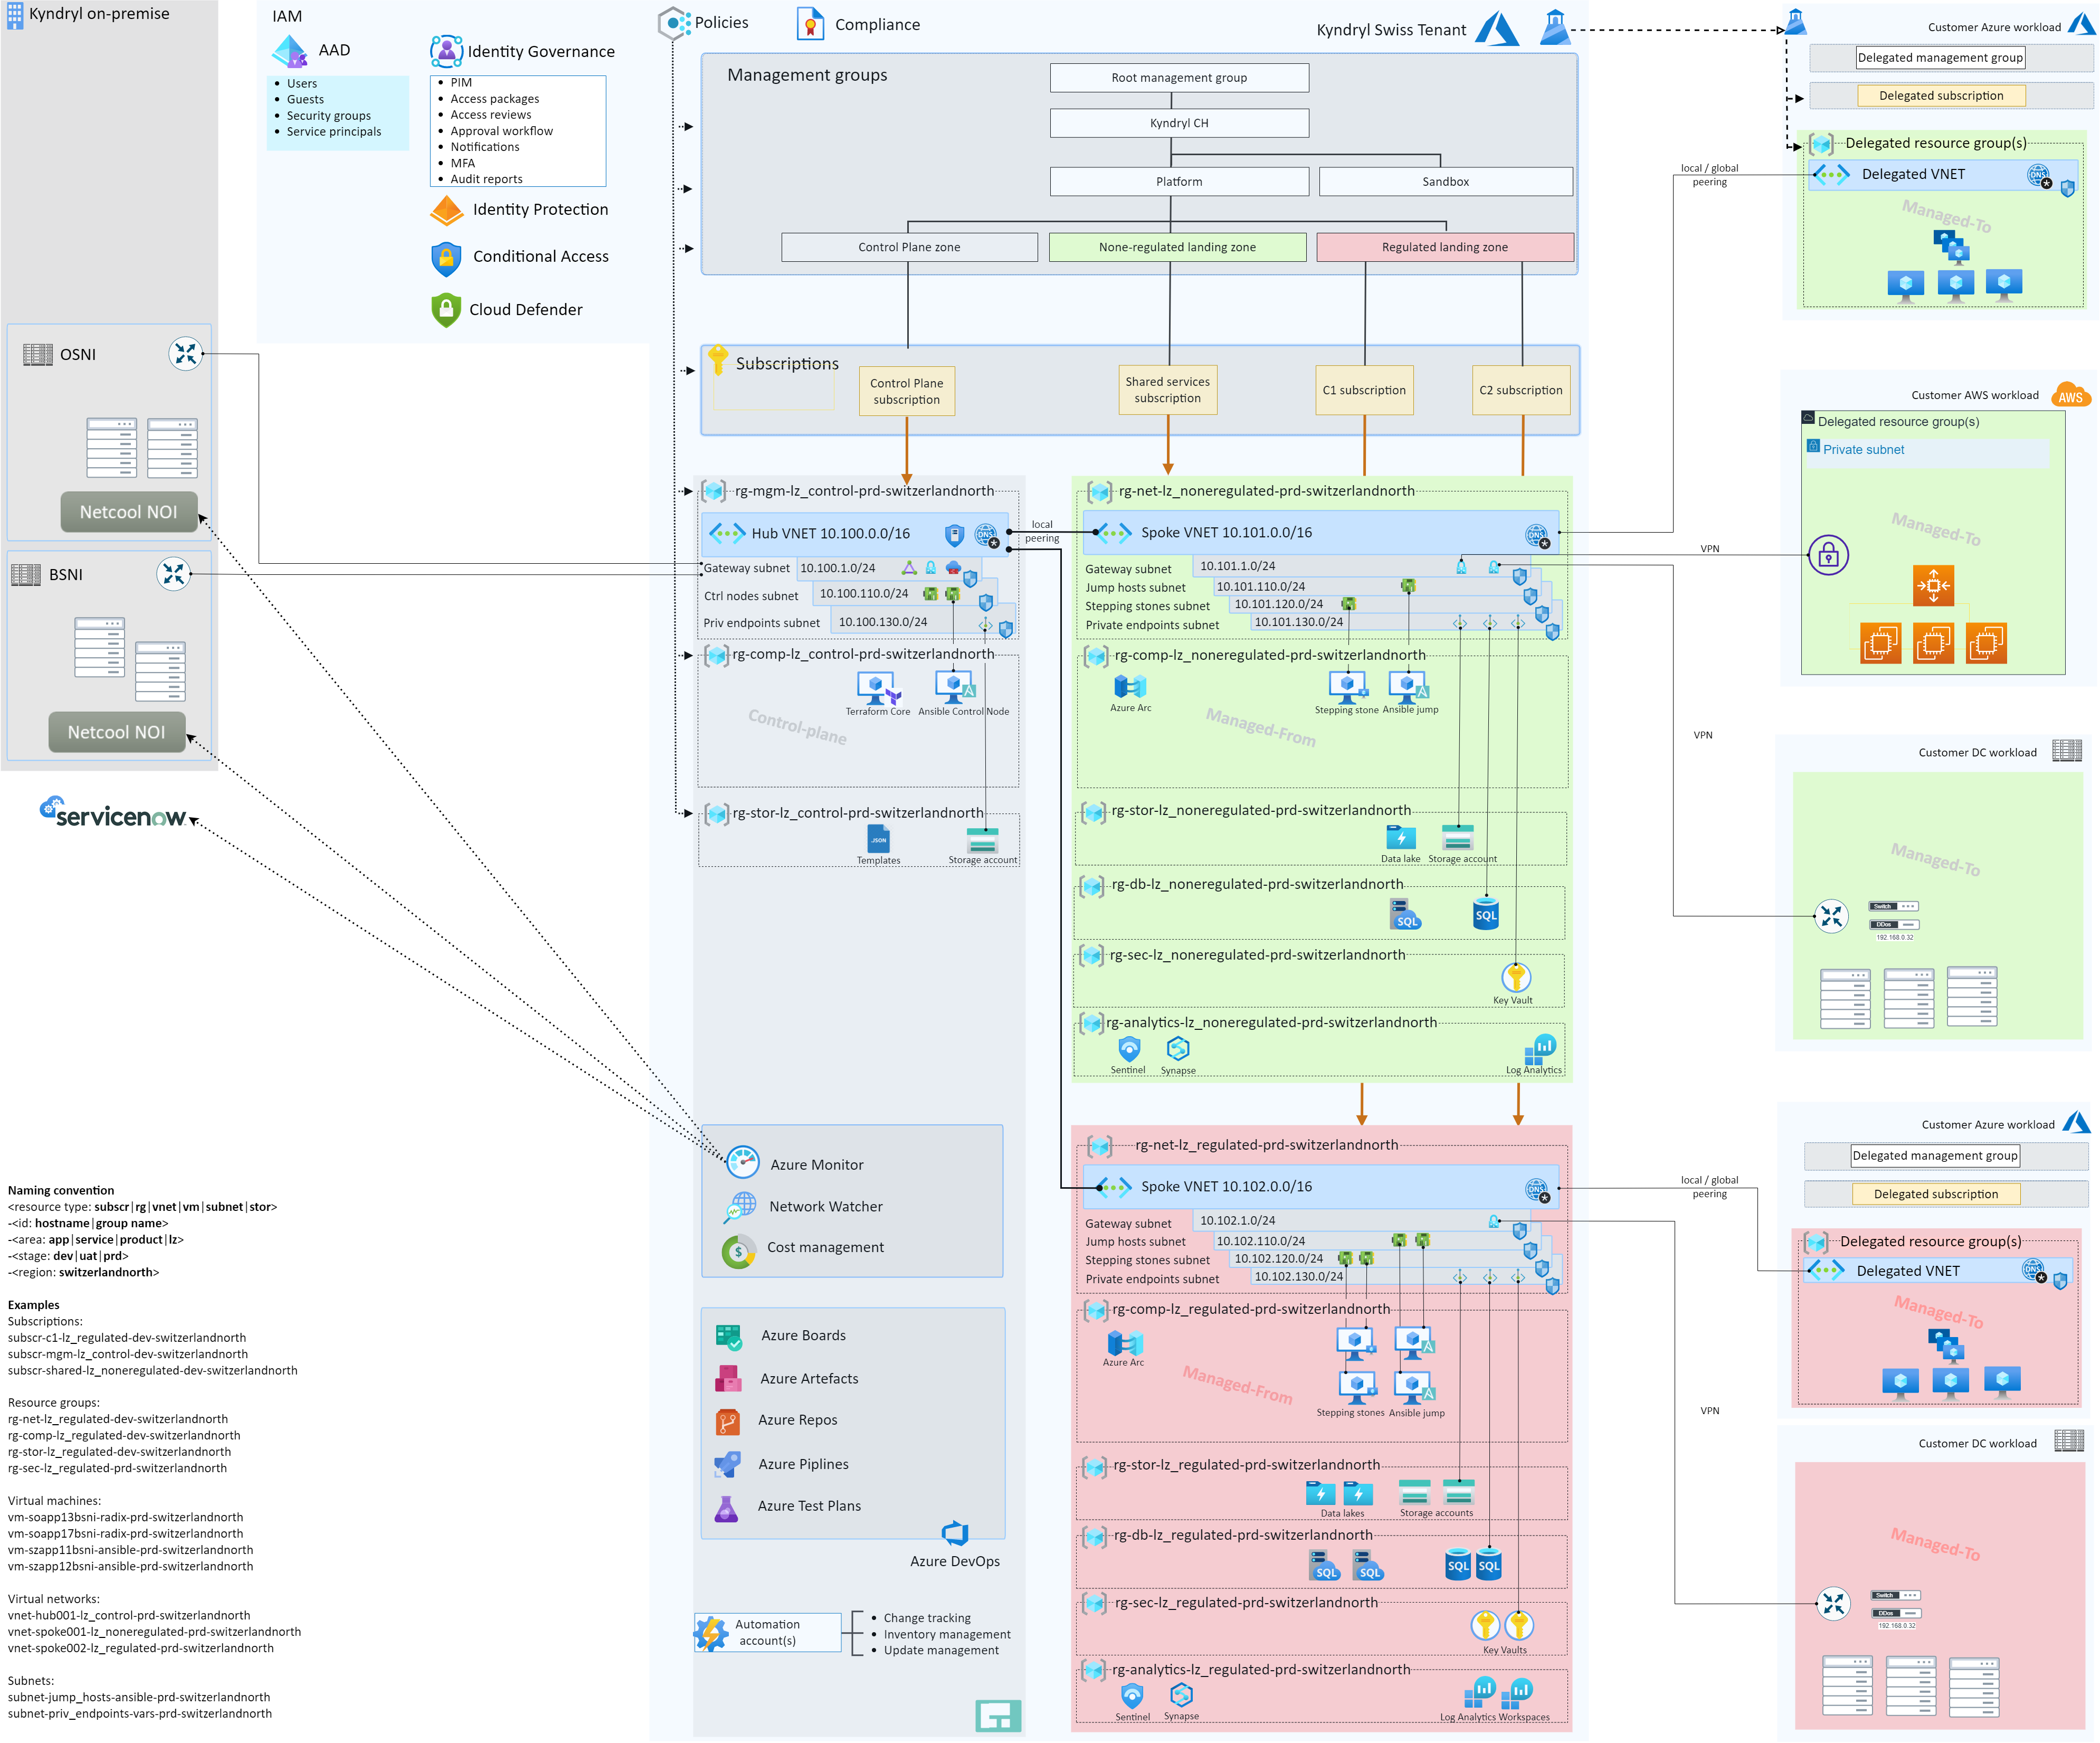 Kyndryl on-premise
OSNI
Netcool NOI
BSNI
Netcool NOI
servicenow
IAM
AAD
Users
Guests
Security groups
Service principals
Identity Governance
PIM
Access packages
Access reviews
Approval workflow
Notifications
MFA
Audit reports
Identity Protection
Conditional Access
Cloud Defender
Policies
Compliance
Kyndryl Swiss Tenant
Management groups
Root management group
Kyndryl CH
Platform
Sandbox
Control Plane zone
None-regulated landing zone
Regulated landing zone
Subscriptions
Control Plane
subscription
Shared services
subscription
C1 subscription
C2 subscription
rg-mgm-lz_control-prd-switzerlandnorth
Hub VNET 10.100.0.0/16
DNS
Gateway subnet
10.100.1.0/24
Ctrl nodes subnet
10.100.110.0/24
Priv endpoints subnet
10.100.130.0/24
rg-comp-lz_control-prd-switzerlandnorth
Terraform Core
Ansible Control Node
Control-plane
rg-stor-lz_control-prd-switzerlandnorth
JSON
Templates
Storage account
local
peering
rg-net-lz_noneregulated-prd-switzerlandnorth
Spoke VNET 10.101.0.0/16
DNS
Gateway subnet
10.101.1.0/24
Jump hosts subnet
10.101.110.0/24
Stepping stones subnet
10.101.120.0/24
Private endpoints subnet
10.101.130.0/24
rg-comp-lz_noneregulated-prd-switzerlandnorth
Azure Arc
Stepping stone
Ansible jump
Managed-From
rg-stor-lz_noneregulated-prd-switzerlandnorth
Data lake
Storage account
rg-db-lz_noneregulated-prd-switzerlandnorth
SQL
SQL
rg-sec-lz_noneregulated-prd-switzerlandnorth
Key Vault
rg-analytics-lz_noneregulated-prd-switzerlandnorth
Sentinel
Synapse
Log Analytics
Azure Monitor
Network Watcher
Cost management
Azure Boards
Azure Artefacts
Azure Repos
Azure Piplines
Azure Test Plans
Azure DevOps
Automation
account(s)
Change tracking
Inventory management
Update management
rg-net-lz_regulated-prd-switzerlandnorth
Spoke VNET 10.102.0.0/16
DNS
Gateway subnet
10.102.1.0/24
Jump hosts subnet
10.102.110.0/24
Stepping stones subnet
10.102.120.0/24
Private endpoints subnet
10.102.130.0/24
rg-comp-lz_regulated-prd-switzerlandnorth
Azure Arc
Managed-From
Stepping stones
Ansible jump
rg-stor-lz_regulated-prd-switzerlandnorth
Data lakes
Storage accounts
rg-db-lz_regulated-prd-switzerlandnorth
SQL
SQL
SQL
SQL
rg-sec-lz_regulated-prd-switzerlandnorth
Key Vaults
rg-analytics-lz_regulated-prd-switzerlandnorth
Sentinel
Synapse
Log Analytics Workspaces
Customer Azure workload
Delegated management group
Delegated subscription
Delegated resource group(s)
Delegated VNET
DNS
Managed-To
local / global
peering
Customer AWS workload
AWS
Delegated resource group(s)
Private subnet
Managed-To
VPN
VPN
Customer DC workload
Managed-To
Switch
DDos
192.168.0.32
Customer Azure workload
Delegated management group
Delegated subscription
local / global
peering
Delegated resource group(s)
Delegated VNET
DNS
Managed-To
VPN
Customer DC workload
Managed-To
Switch
DDos
192.168.0.32
Naming convention
<resource type: subscr|rg|vnet|vm|subnet|stor>
-<id: hostname|group name>
-<area: app|service|product|lz>
-<stage: dev|uat|prd>
-<region: switzerlandnorth>
Examples
Subscriptions:
subscr-c1-lz_regulated-dev-switzerlandnorth
subscr-mgm-lz_control-dev-switzerlandnorth
subscr-shared-lz_noneregulated-dev-switzerlandnorth
Resource groups:
rg-net-lz_regulated-dev-switzerlandnorth
rg-comp-lz_regulated-dev-switzerlandnorth
rg-stor-lz_regulated-dev-switzerlandnorth
rg-sec-lz_regulated-prd-switzerlandnorth
Virtual machines:
vm-soapp13bsni-radix-prd-switzerlandnorth
vm-soapp17bsni-radix-prd-switzerlandnorth
vm-szapp11bsni-ansible-prd-switzerlandnorth
vm-szapp12bsni-ansible-prd-switzerlandnorth
Virtual networks:
vnet-hub001-lz_control-prd-switzerlandnorth
vnet-spoke001-lz_noneregulated-prd-switzerlandnorth
vnet-spoke002-lz_regulated-prd-switzerlandnorth
Subnets:
subnet-jump_hosts-ansible-prd-switzerlandnorth
subnet-priv_endpoints-vars-prd-switzerlandnorth